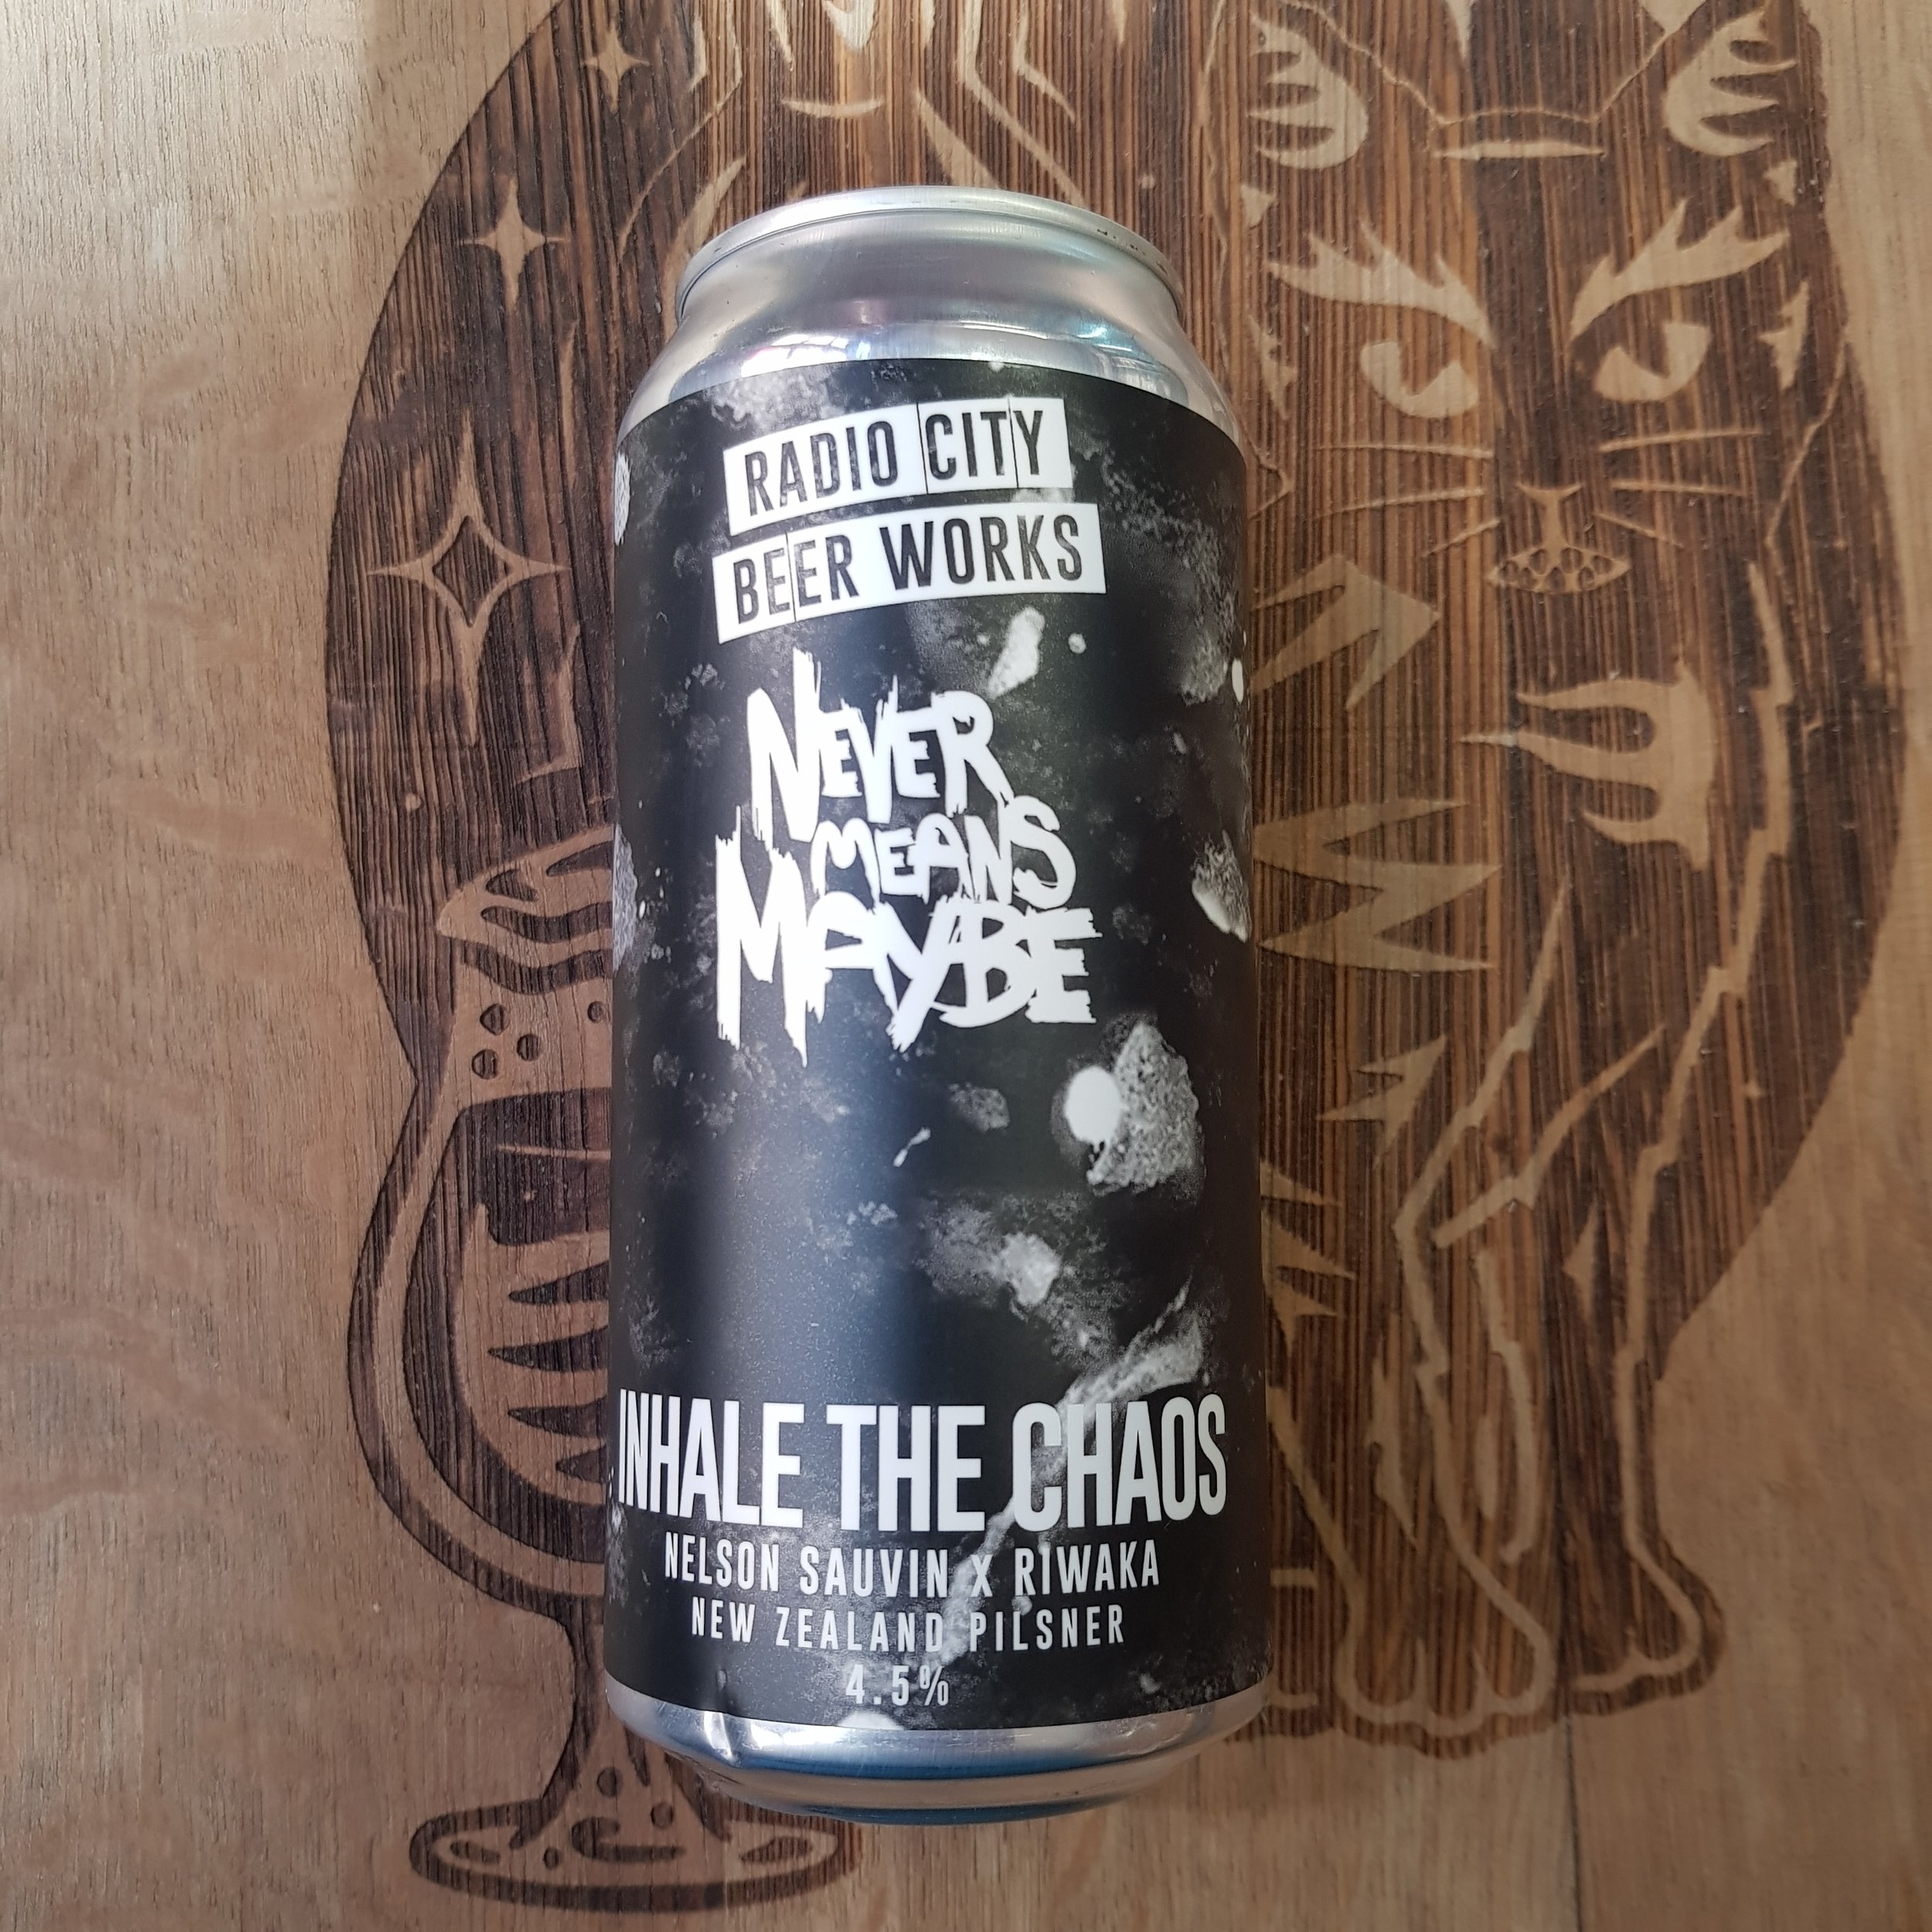 RADIO CITY
BEER WORKS
NEVER
MEANS
MAYBE
INHALE THE CHAOS
NELSON SAUVIN X RIWAKA
NEW ZEALAND PILSNER
4.5%